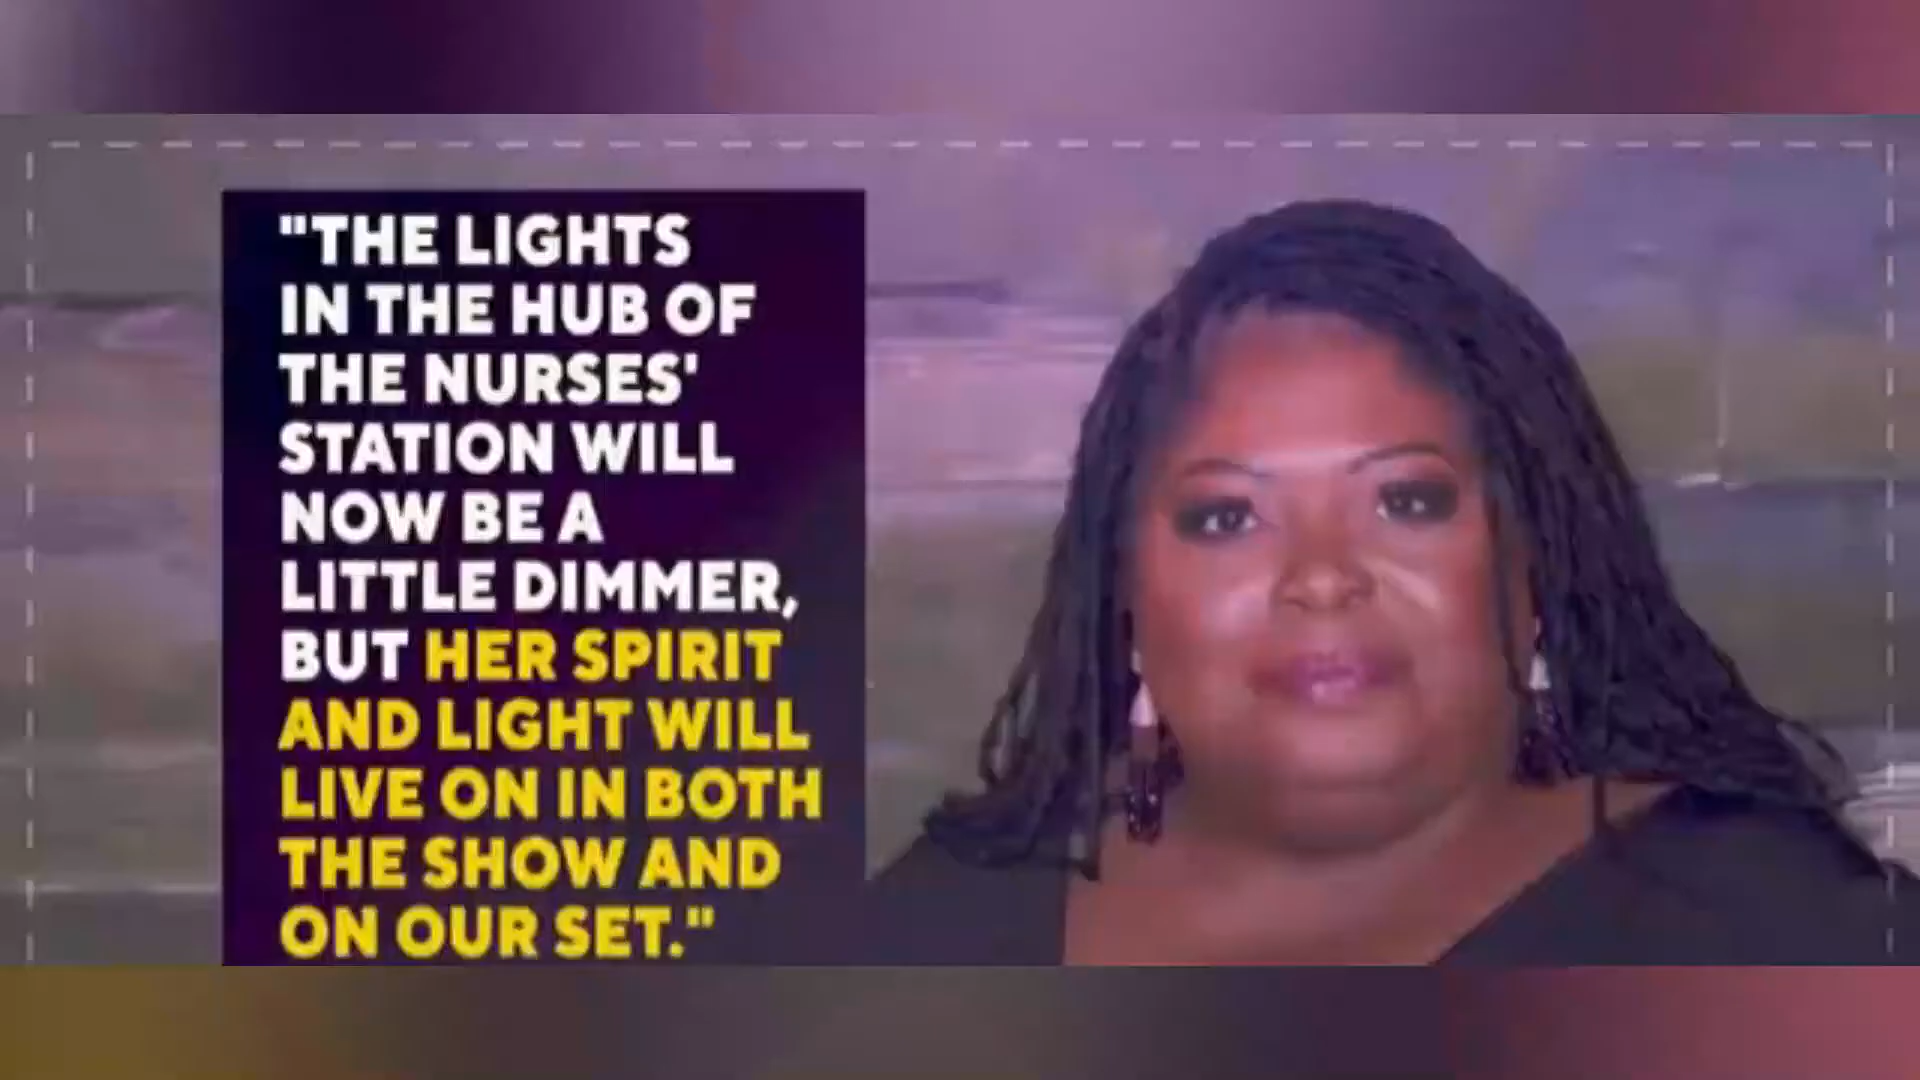 "THE LIGHTS
IN THE HUB OF
THE NURSES'
STATION WILL
NOW BE A
LITTLE DIMMER,
BUT HER SPIRIT
AND LIGHT WILL
LIVE ON IN BOTH
THE SHOW AND
ON OUR SET."